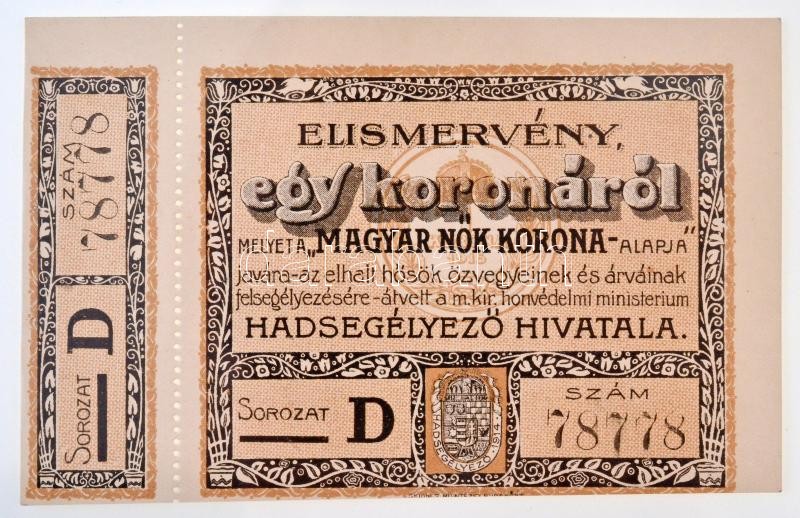 SZÁM
78778
SOROZAT D
ELISMERVÉNY,
egy koronáról
MELYET A „MAGYAR NŐK KORONA-ALAPJA"
javára-az elhalt hősök özvegyeinek és árváinak
felsegélyezésére-átvett a m. kir. honvédelmi ministerium
HADSEGÉLYEZŐ HIVATALA.
SOROZAT D
HADSEGÉLYEZŐ 1914
SZÁM
78778